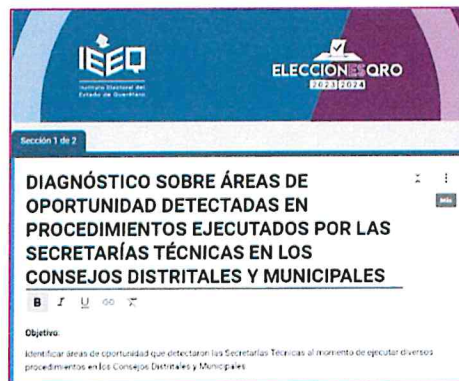 IEEQ
Instituto Electoral del
Estado de Querétaro
ELECCIONESQRO
2023|2024
Sección 1 de 2
DIAGNÓSTICO SOBRE ÁREAS DE
OPORTUNIDAD DETECTADAS EN
PROCEDIMIENTOS EJECUTADOS POR LAS
SECRETARÍAS TÉCNICAS EN LOS
CONSEJOS DISTRITALES Y MUNICIPALES
Más
B I U
Objetivo:
Identificar áreas de oportunidad que detectaron las Secretarías Técnicas al momento de ejecutar diversos
procedimientos en los Consejos Distritales y Municipales